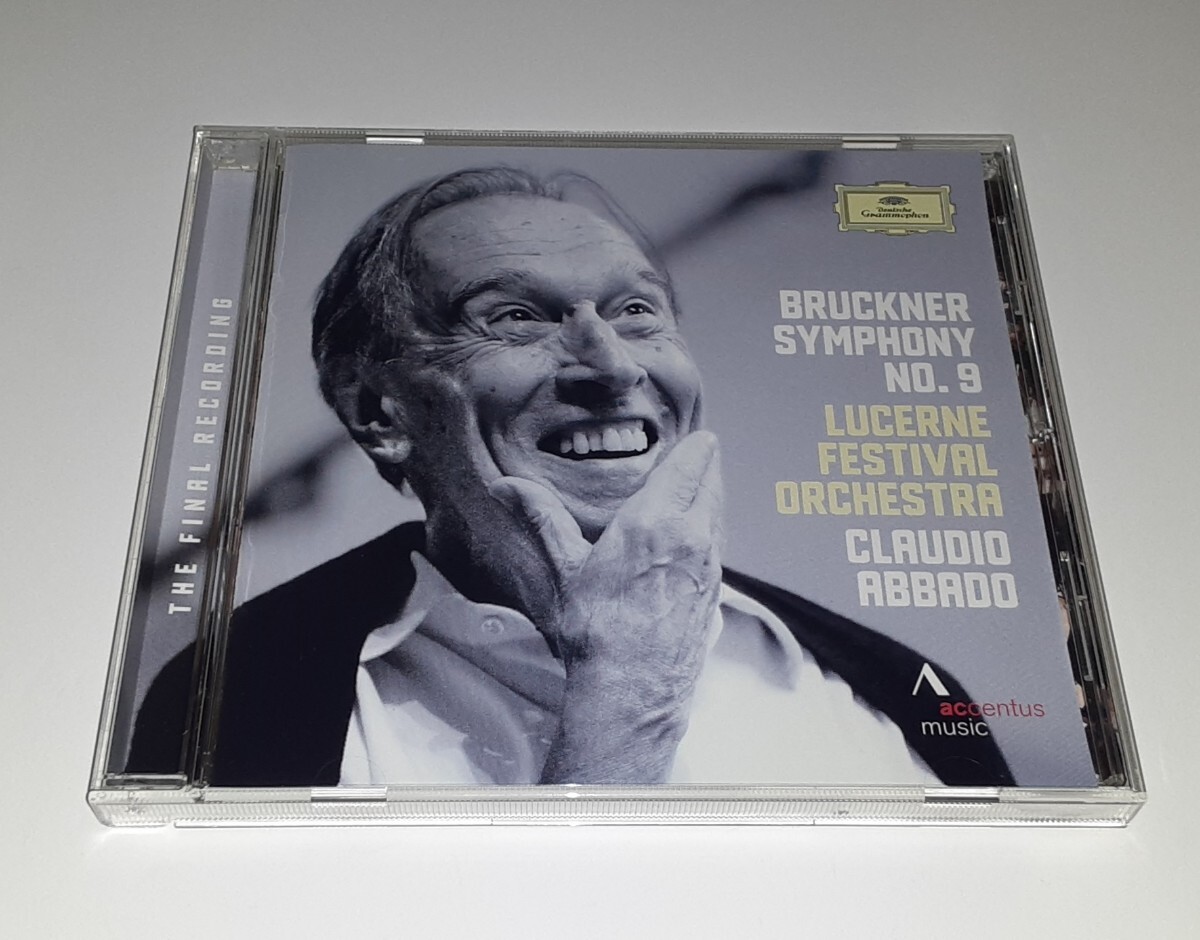 THE FINAL RECORDING
Deutsche
Grammophon
BRUCKNER
SYMPHONY
NO. 9
LUCERNE
FESTIVAL
ORCHESTRA
CLAUDIO
ABBADO
accentus
music